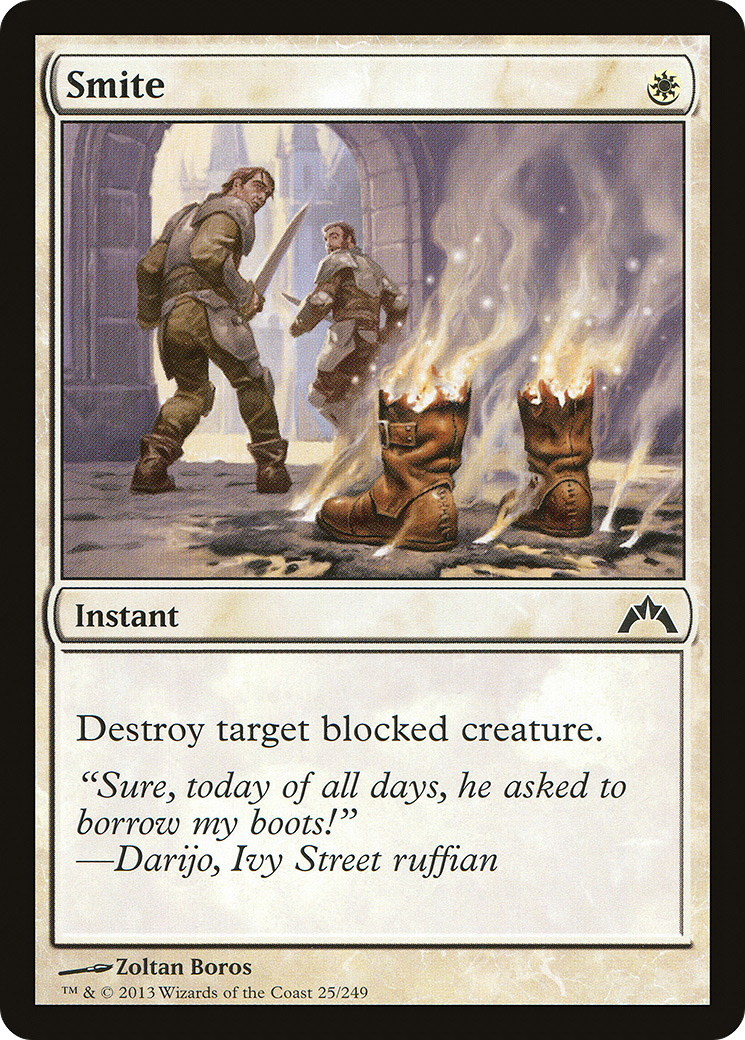 Smite
Instant
Destroy target blocked creature.
“Sure, today of all days, he asked to
borrow my boots!”
—Darijo, Ivy Street ruffian
Zoltan Boros
™ & © 2013 Wizards of the Coast 25/249